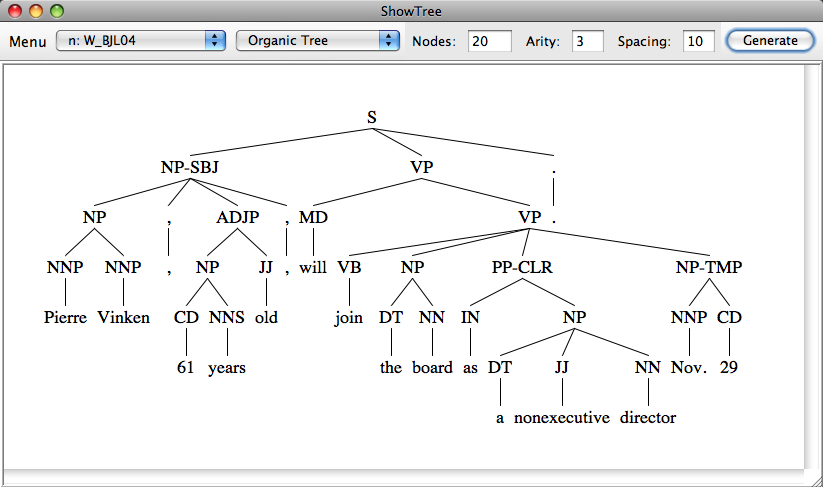 ShowTree
Menu n: W_BJL04 Organic Tree Nodes: 20 Arity: 3 Spacing: 10 Generate
S
NP-SBJ VP .
NP , ADJP , MD VP .
NNP NNP , NP JJ , will VB NP PP-CLR NP-TMP
Pierre Vinken CD NNS old join DT NN IN NP NNP CD
61 years the board as DT JJ NN Nov. 29
a nonexecutive director